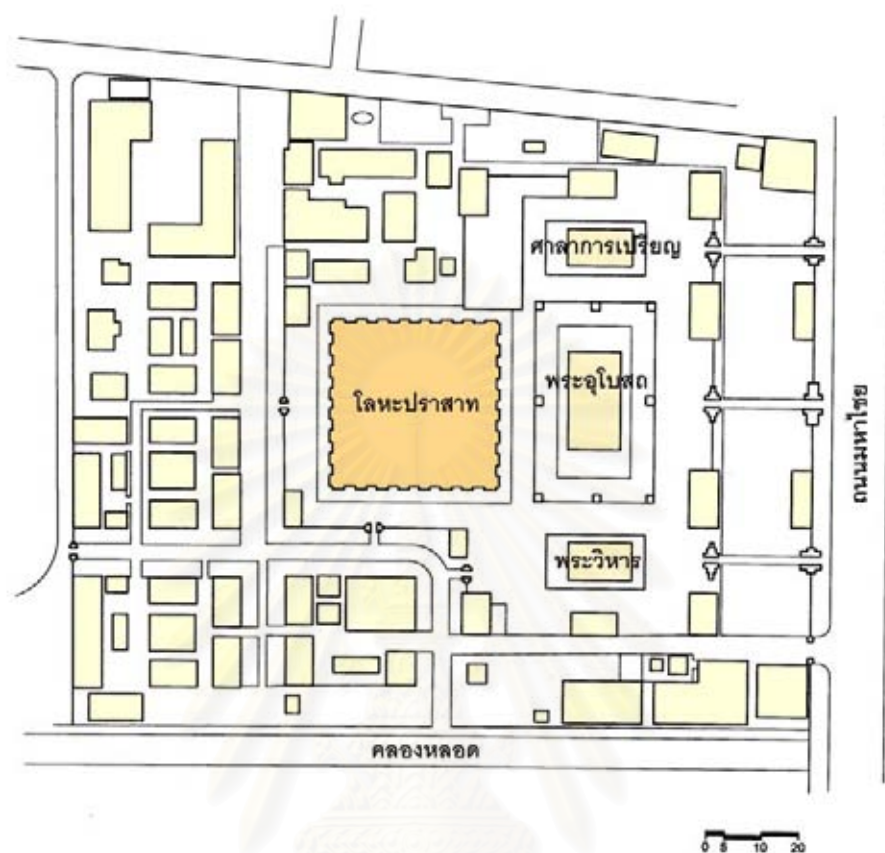 ศาลาการเปรียญ
พระอุโบสถ
โลหะปราสาท
ถนนมหาไชย
พระวิหาร
คลองหลอด
0 5 10 20